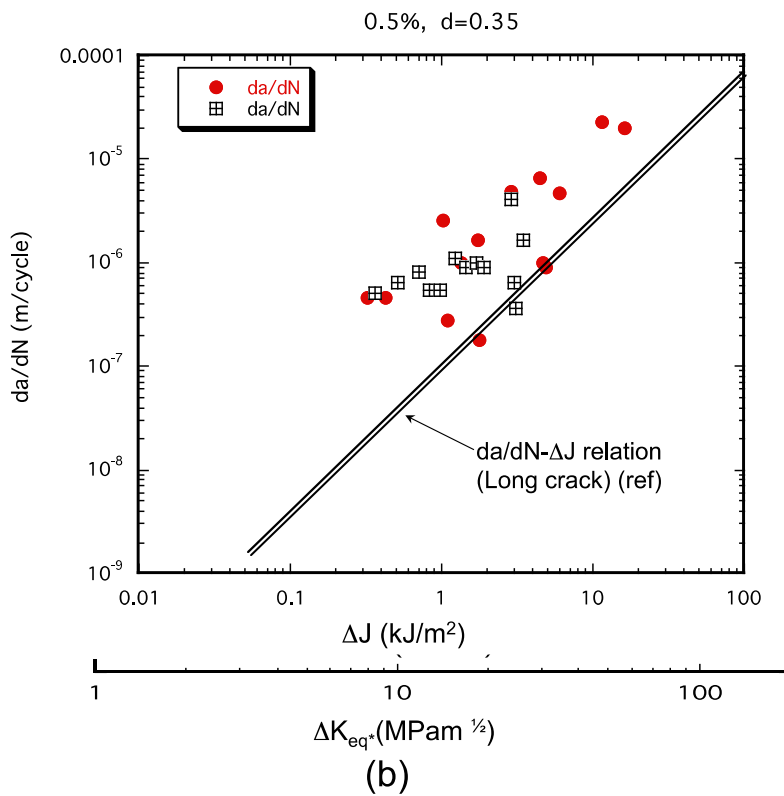 0.5%, d=0.35
0.0001
da/dN
da/dN
10-5
10-6
10-7
10-8
10-9
da/dN (m/cycle)
da/dN-ΔJ relation
(Long crack) (ref)
0.01 0.1 1 10 100
ΔJ (kJ/m²)
1 10 100
ΔKeq*(MPam ½)
(b)